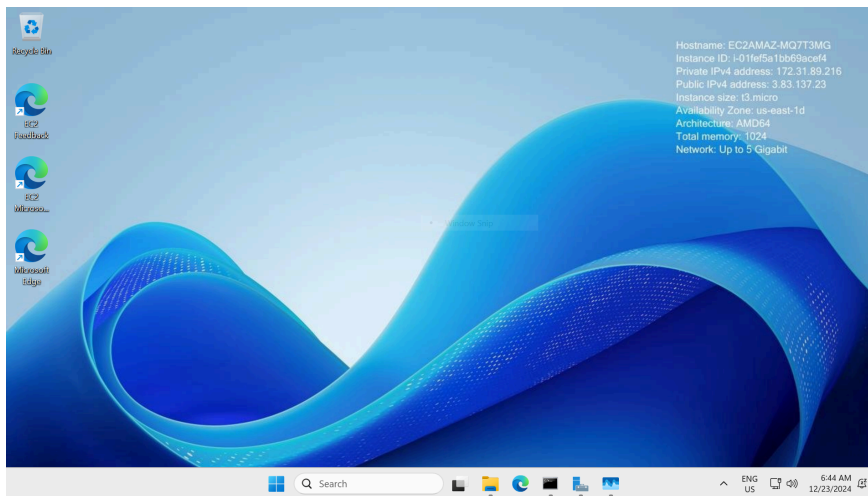 Recycle Bin
EC2
Feedback
EC2
Microso...
Microsoft
Edge
Hostname: EC2AMAZ-MQ7T3MG
Instance ID: i-01fef5a1bb69acef4
Private IPv4 address: 172.31.89.216
Public IPv4 address: 3.83.137.23
Instance size: t3.micro
Availability Zone: us-east-1d
Architecture: AMD64
Total memory: 1024
Network: Up to 5 Gigabit
Search
ENG
US
6:44 AM
12/23/2024